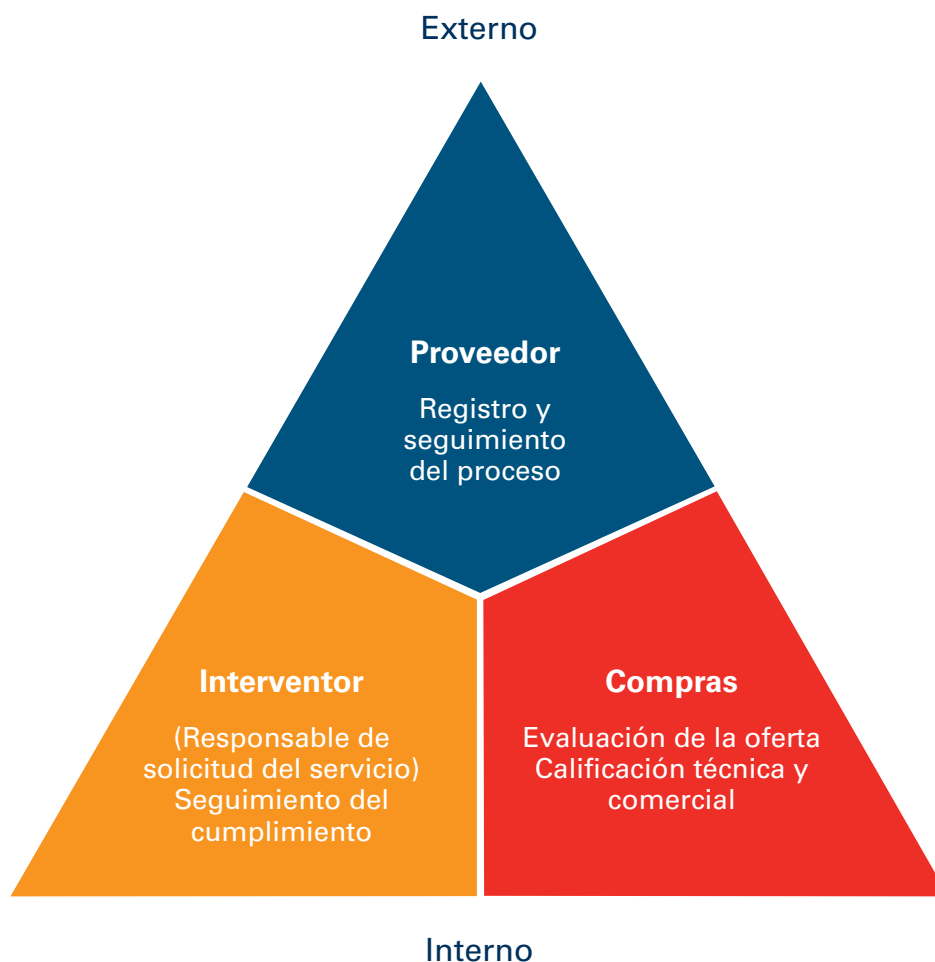 Externo
Proveedor
Registro y
seguimiento
del proceso
Interventor
(Responsable de
solicitud del servicio)
Seguimiento del
cumplimiento
Compras
Evaluación de la oferta
Calificación técnica y
comercial
Interno